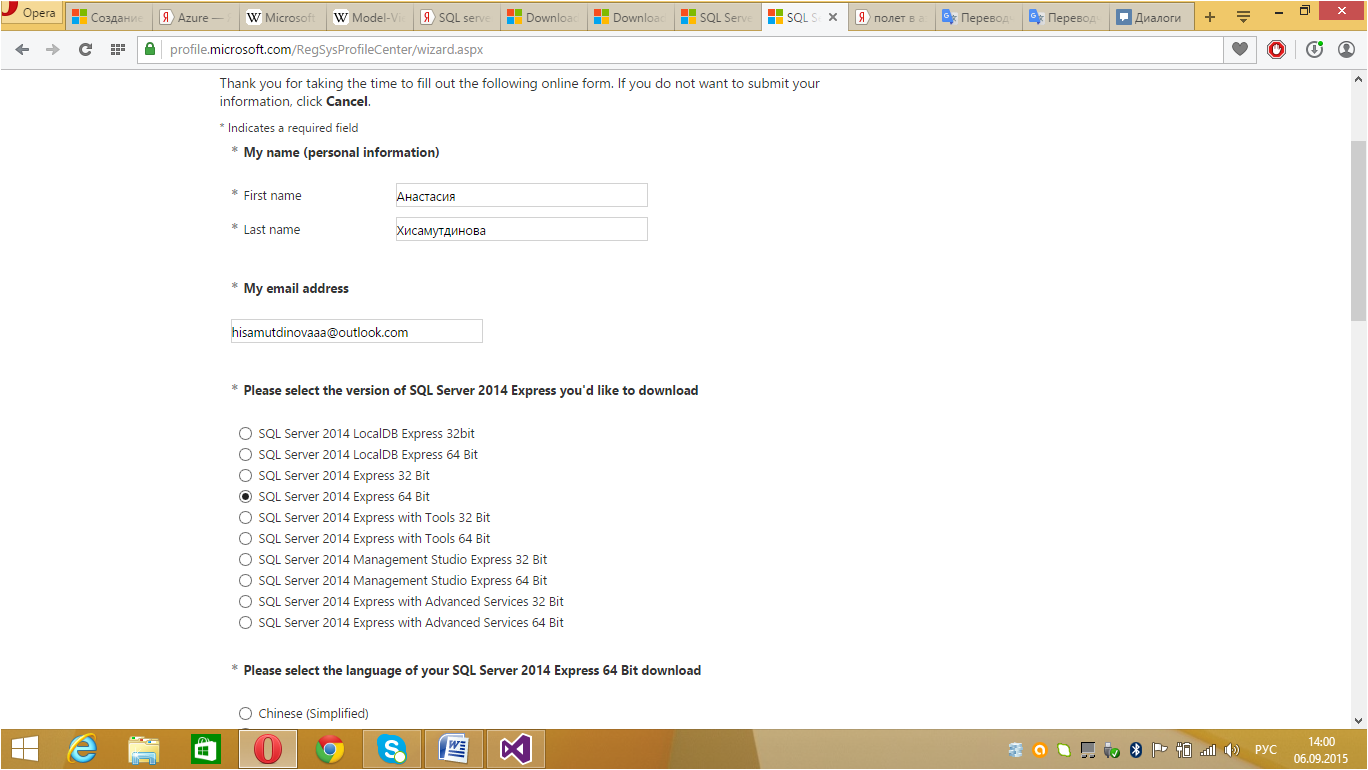 Opera
Создание
Azure — У
Microsoft
Model-Vi
SQL serve
Download
Download
SQL Serve
SQL S
полет в а
Переводч
Переводч
Диалоги
profile.microsoft.com/RegSysProfileCenter/wizard.aspx
Thank you for taking the time to fill out the following online form. If you do not want to submit your
information, click Cancel.
* Indicates a required field
* My name (personal information)
* First name Анастасия
* Last name Хисамутдинова
* My email address
hisamutdinovaaa@outlook.com
* Please select the version of SQL Server 2014 Express you'd like to download
SQL Server 2014 LocalDB Express 32bit
SQL Server 2014 LocalDB Express 64 Bit
SQL Server 2014 Express 32 Bit
SQL Server 2014 Express 64 Bit
SQL Server 2014 Express with Tools 32 Bit
SQL Server 2014 Express with Tools 64 Bit
SQL Server 2014 Management Studio Express 32 Bit
SQL Server 2014 Management Studio Express 64 Bit
SQL Server 2014 Express with Advanced Services 32 Bit
SQL Server 2014 Express with Advanced Services 64 Bit
* Please select the language of your SQL Server 2014 Express 64 Bit download
Chinese (Simplified)
РУС
14:00
06.09.2015